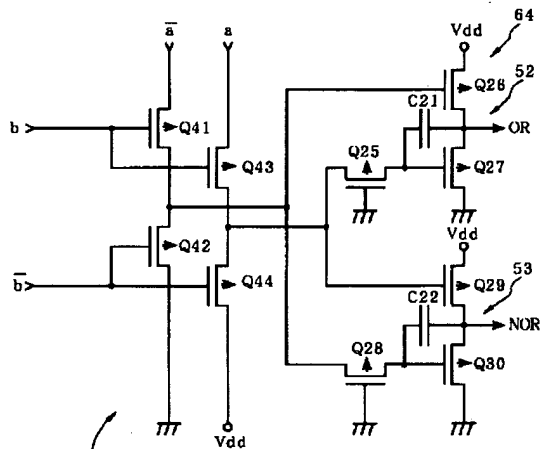 a̅ a Vdd 64
Q26 52
b Q41 C21 OR
Q25
Q43 Q27
Vdd
Q42
b̅ Q44 Q29 53
C22 NOR
Q28
Q30
Vdd